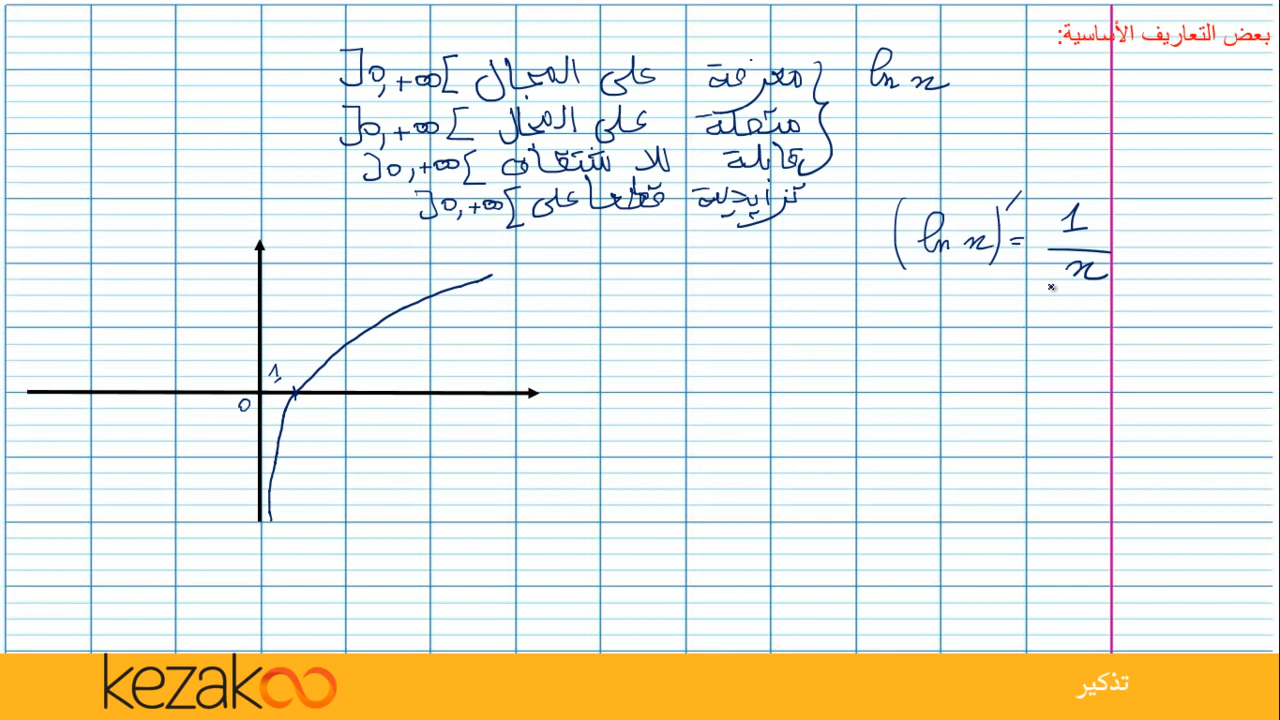 بعض التعاريف الأساسية:
ln x معرفة على المجال ]0,+∞[
متصلة على المجال ]0,+∞[
قابلة للاشتقاق ]0,+∞[
تزايدية قطعا على ]0,+∞[
(ln x)' = 1/x
1
0
kezakoo
تذكير